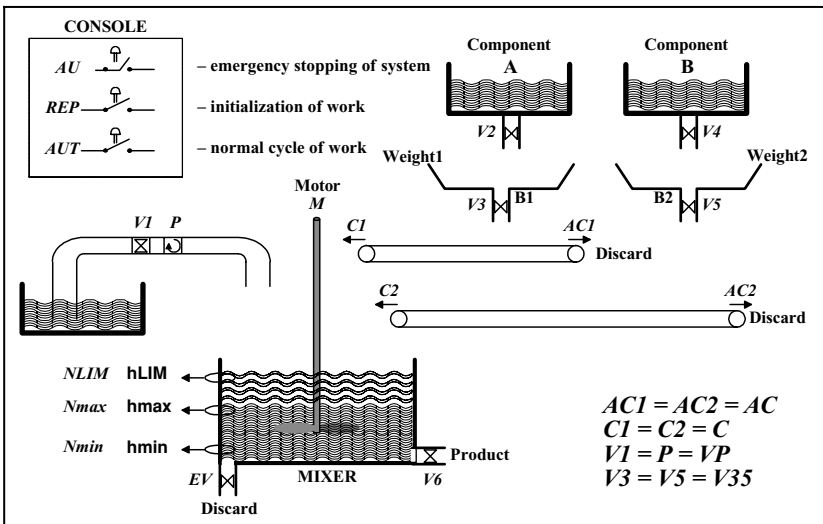 CONSOLE
AU – emergency stopping of system
REP – initialization of work
AUT – normal cycle of work
Component A
Component B
V2
V4
Weight1
Weight2
V3 B1
B2 V5
Motor
M
V1 P
C1 AC1
Discard
C2 AC2
Discard
NLIM hLIM
Nmax hmax
Nmin hmin
EV
MIXER
Product
V6
Discard
AC1 = AC2 = AC
C1 = C2 = C
V1 = P = VP
V3 = V5 = V35